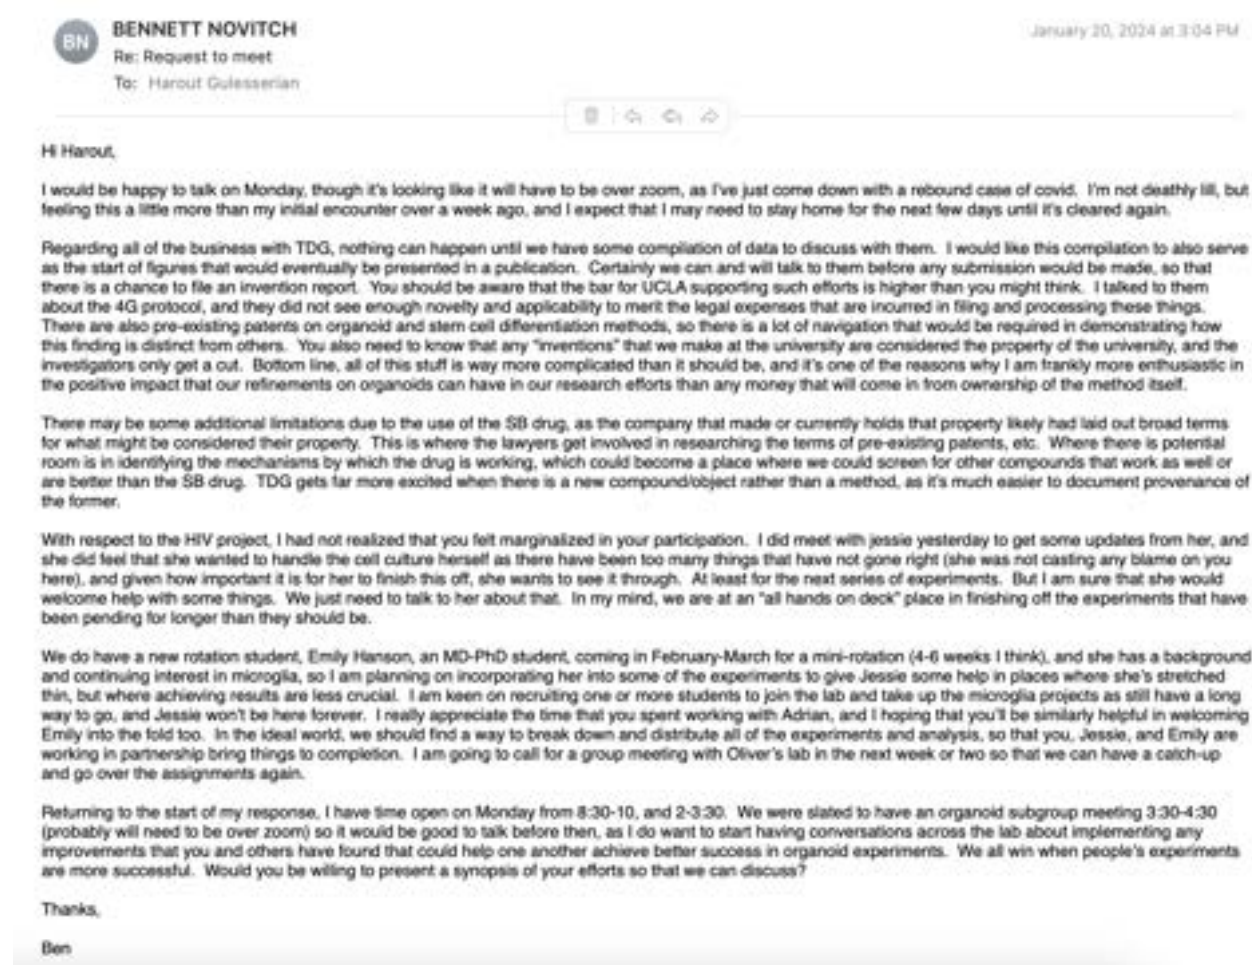 BN
BENNETT NOVITCH
January 20, 2024 at 3:04 PM
Re: Request to meet
To: Harout Gulesserian
Hi Harout,
I would be happy to talk on Monday, though it's looking like it will have to be over zoom, as I've just come down with a rebound case of covid. I'm not deathly lill, but
feeling this a little more than my initial encounter over a week ago, and I expect that I may need to stay home for the next few days until it's cleared again.
Regarding all of the business with TDG, nothing can happen until we have some compilation of data to discuss with them. I would like this compilation to also serve
as the start of figures that would eventually be presented in a publication. Certainly we can and will talk to them before any submission would be made, so that
there is a chance to file an invention report. You should be aware that the bar for UCLA supporting such efforts is higher than you might think. I talked to them
about the 4G protocol, and they did not see enough novelty and applicability to merit the legal expenses that are incurred in filing and processing these things.
There are also pre-existing patents on organoid and stem cell differentiation methods, so there is a lot of navigation that would be required in demonstrating how
this finding is distinct from others. You also need to know that any "inventions" that we make at the university are considered the property of the university, and the
investigators only get a cut. Bottom line, all of this stuff is way more complicated than it should be, and it's one of the reasons why I am frankly more enthusiastic in
the positive impact that our refinements on organoids can have in our research efforts than any money that will come in from ownership of the method itself.
There may be some additional limitations due to the use of the SB drug, as the company that made or currently holds that property likely had laid out broad terms
for what might be considered their property. This is where the lawyers get involved in researching the terms of pre-existing patents, etc. Where there is potential
room is in identifying the mechanisms by which the drug is working, which could become a place where we could screen for other compounds that work as well or
are better than the SB drug. TDG gets far more excited when there is a new compound/object rather than a method, as it's much easier to document provenance of
the former.
With respect to the HIV project, I had not realized that you felt marginalized in your participation. I did meet with jessie yesterday to get some updates from her, and
she did feel that she wanted to handle the cell culture herself as there have been too many things that have not gone right (she was not casting any blame on you
here), and given how important it is for her to finish this off, she wants to see it through. At least for the next series of experiments. But I am sure that she would
welcome help with some things. We just need to talk to her about that. In my mind, we are at an "all hands on deck" place in finishing off the experiments that have
been pending for longer than they should be.
We do have a new rotation student, Emily Hanson, an MD-PhD student, coming in February-March for a mini-rotation (4-6 weeks I think), and she has a background
and continuing interest in microglia, so I am planning on incorporating her into some of the experiments to give Jessie some help in places where she's stretched
thin, but where achieving results are less crucial. I am keen on recruiting one or more students to join the lab and take up the microglia projects as still have a long
way to go, and Jessie won't be here forever. I really appreciate the time that you spent working with Adrian, and I hoping that you'll be similarly helpful in welcoming
Emily into the fold too. In the ideal world, we should find a way to break down and distribute all of the experiments and analysis, so that you, Jessie, and Emily are
working in partnership bring things to completion. I am going to call for a group meeting with Oliver's lab in the next week or two so that we can have a catch-up
and go over the assignments again.
Returning to the start of my response, I have time open on Monday from 8:30-10, and 2-3:30. We were slated to have an organoid subgroup meeting 3:30-4:30
(probably will need to be over zoom) so it would be good to talk before then, as I do want to start having conversations across the lab about implementing any
improvements that you and others have found that could help one another achieve better success in organoid experiments. We all win when people's experiments
are more successful. Would you be willing to present a synopsis of your efforts so that we can discuss?
Thanks,
Ben